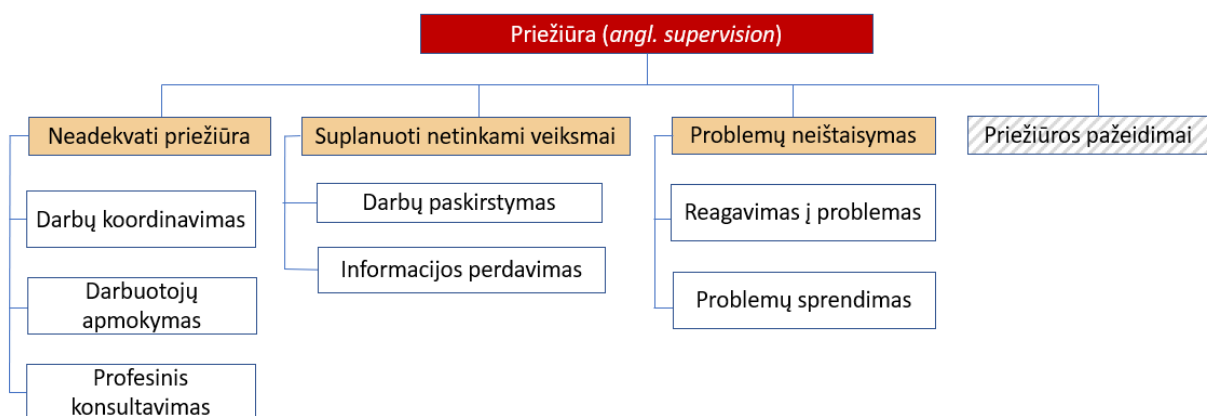 Priežiūra (angl. supervision)
Neadekvati priežiūra
Suplanuoti netinkami veiksmai
Problemų neištaisymas
Priežiūros pažeidimai
Darbų koordinavimas
Darbuotojų
apmokymas
Profesinis
konsultavimas
Darbų paskirstymas
Informacijos perdavimas
Reagavimas į problemas
Problemų sprendimas